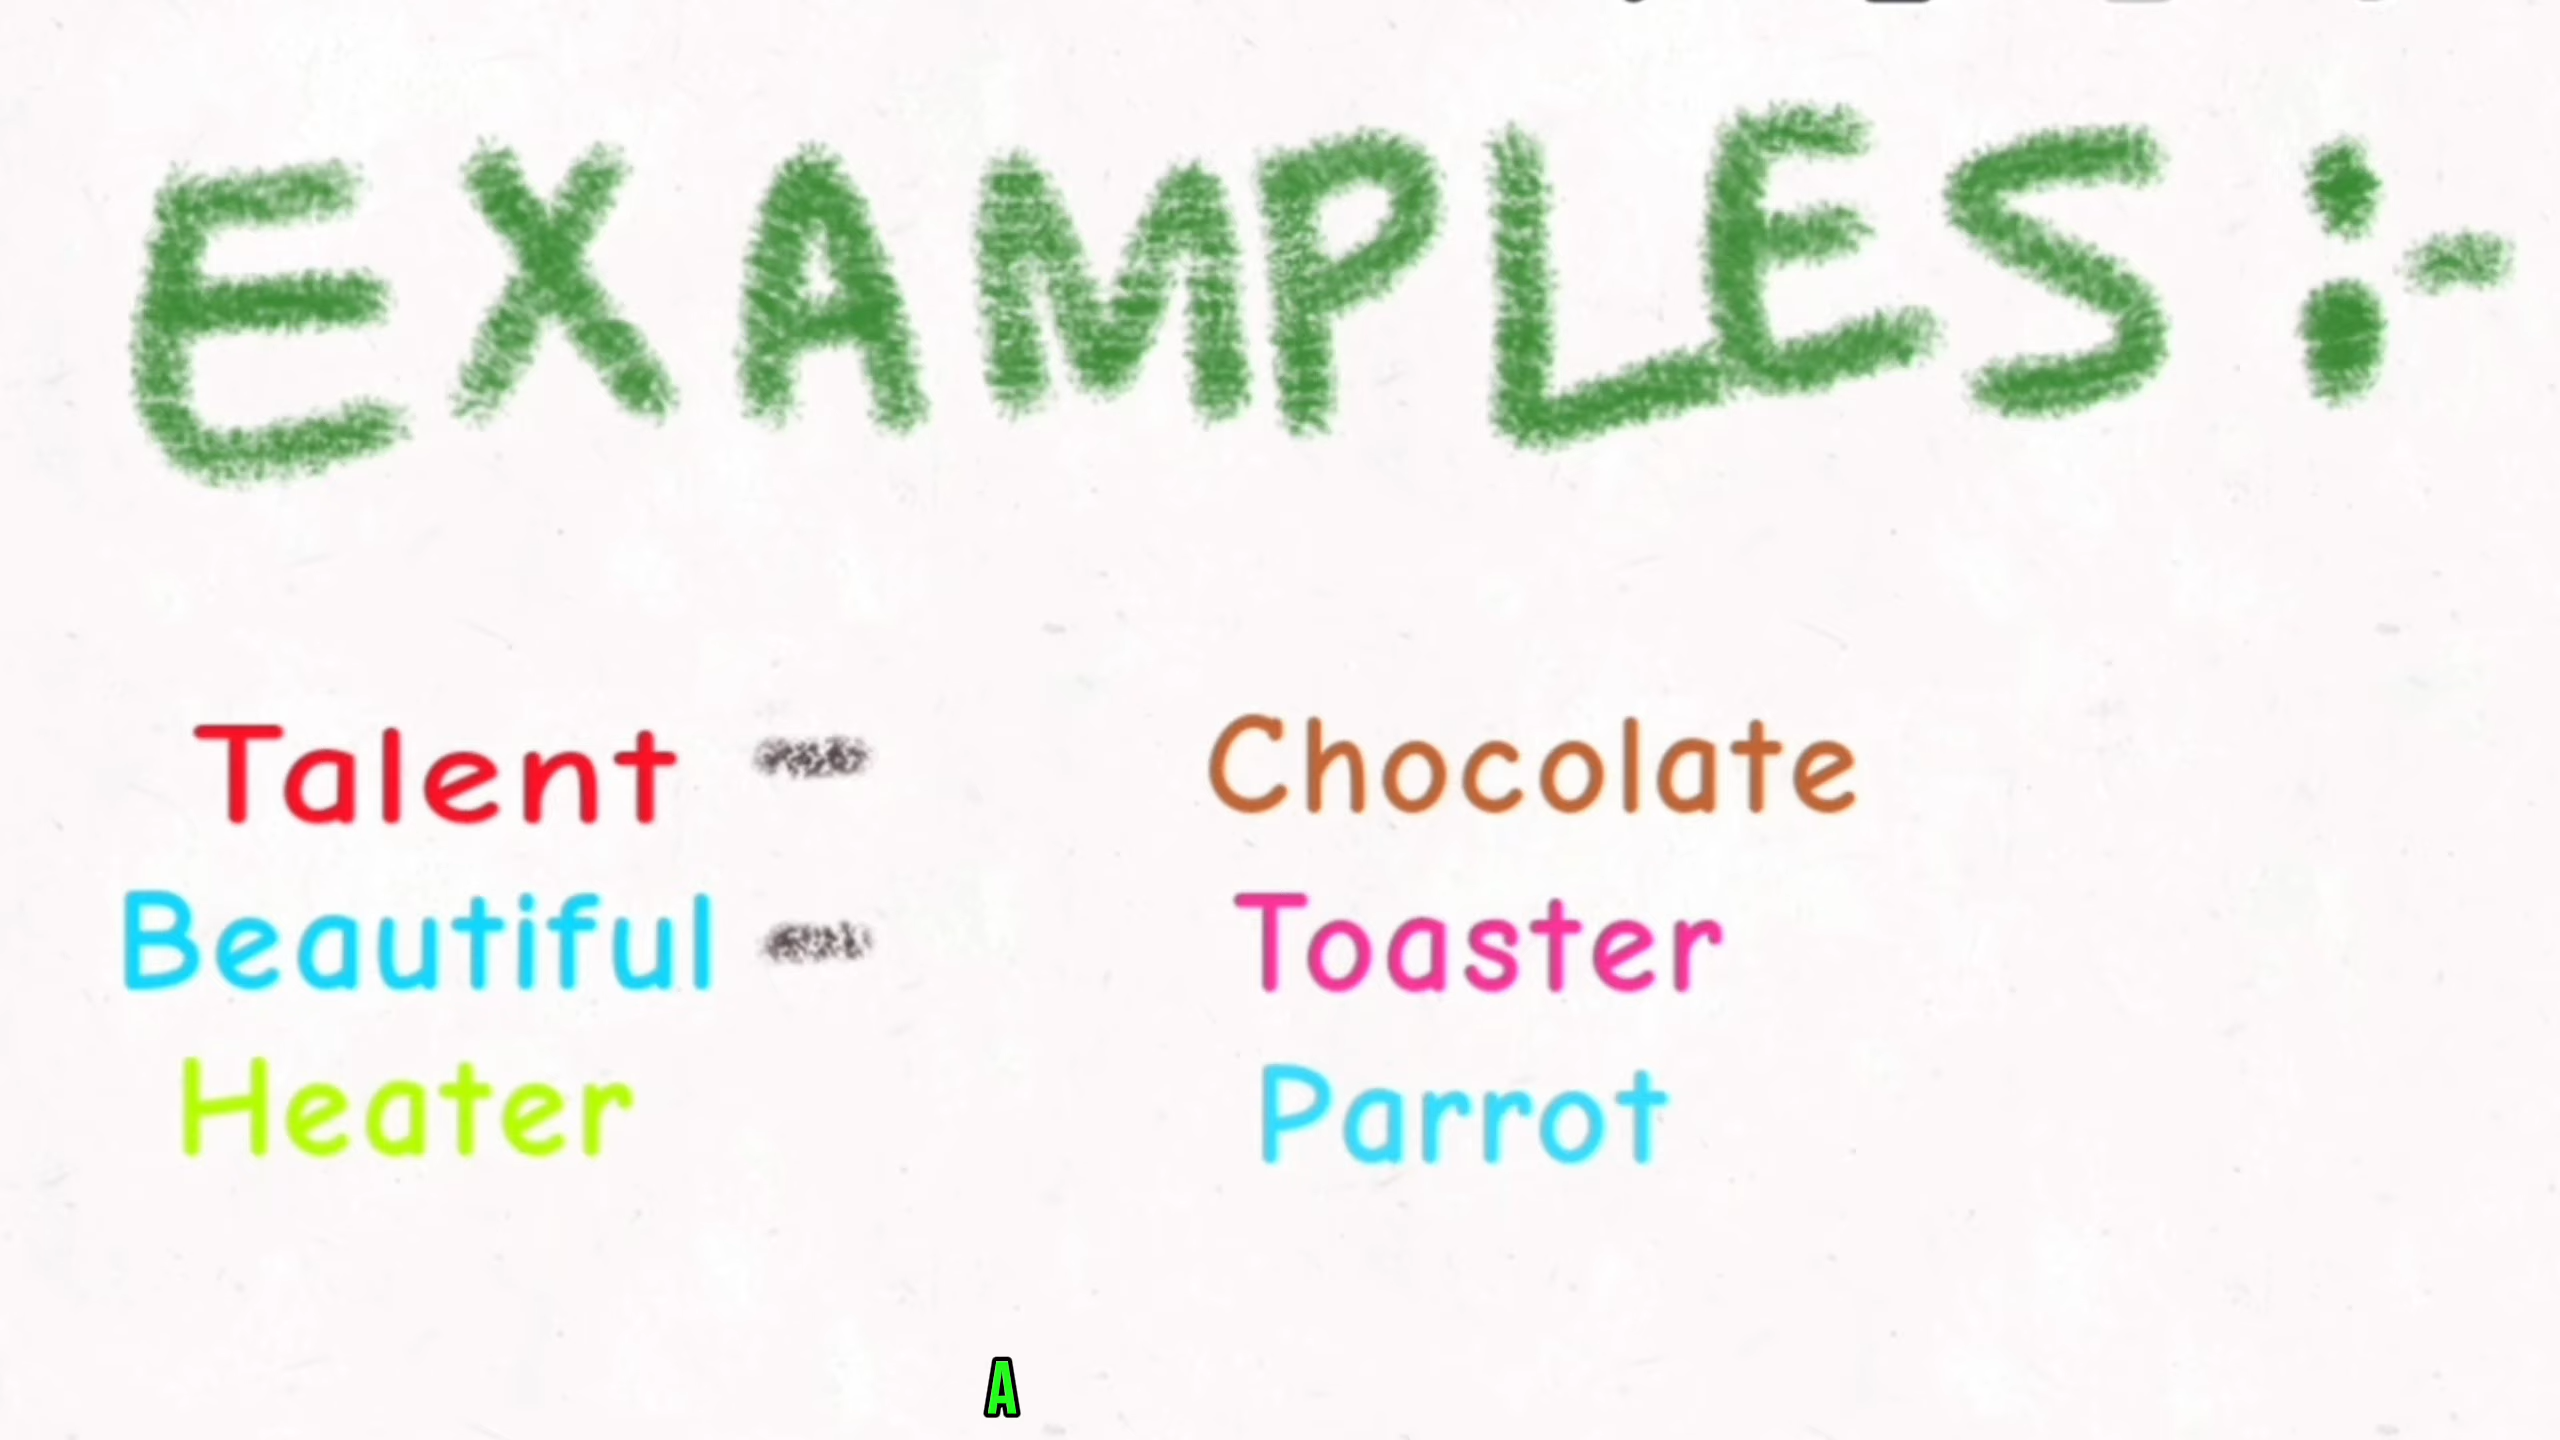 EXAMPLES :-
Talent - Chocolate
Beautiful - Toaster
Heater Parrot
A